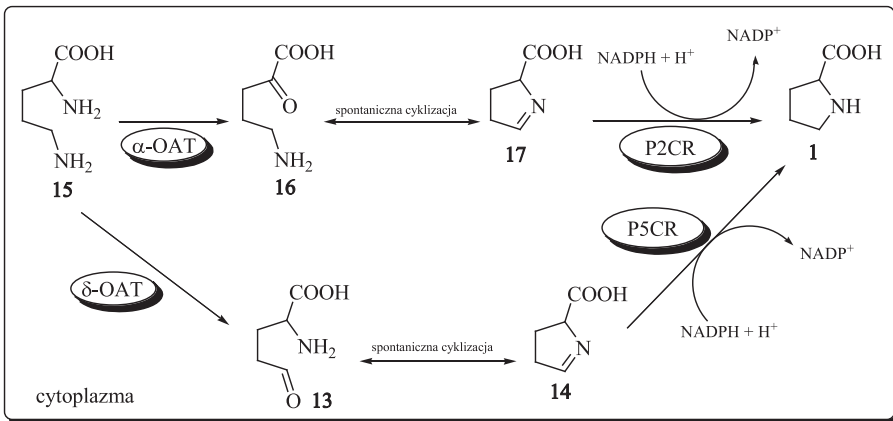 COOH
NH₂
NH₂
15
α-OAT
COOH
O
NH₂
16
spontaniczna cyklizacja
COOH
N
17
NADPH + H⁺
NADP⁺
P2CR
COOH
NH
1
δ-OAT
COOH
NH₂
O
13
spontaniczna cyklizacja
COOH
N
14
P5CR
NADP⁺
NADPH + H⁺
cytoplazma